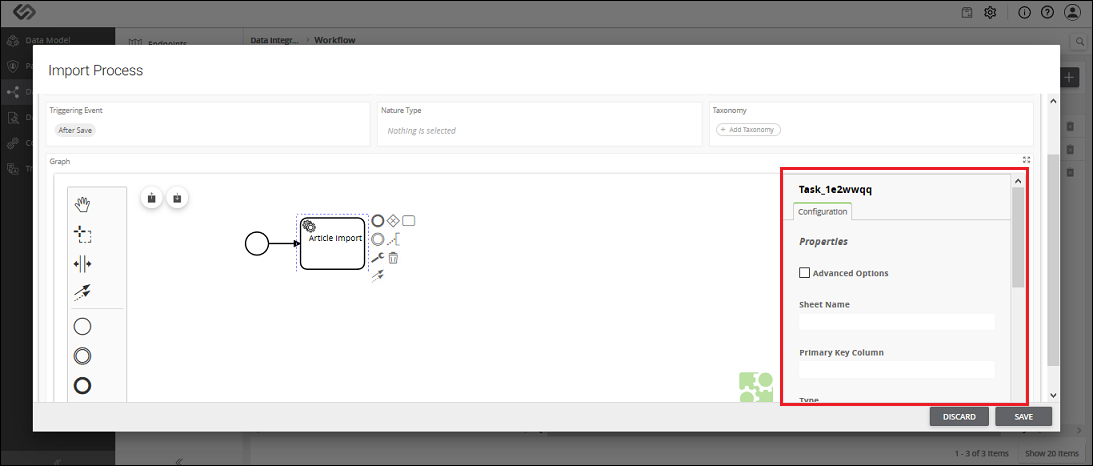 Data Model
Endpoints
Data Integr... > Workflow
Import Process
Triggering Event
Nature Type
Taxonomy
After Save
Nothing is selected
+ Add Taxonomy
Graph
Task_1e2wwqq
Configuration
Article import
Properties
Advanced Options
Sheet Name
Primary Key Column
Type
DISCARD
SAVE
1 - 3 of 3 Items
Show 20 Items